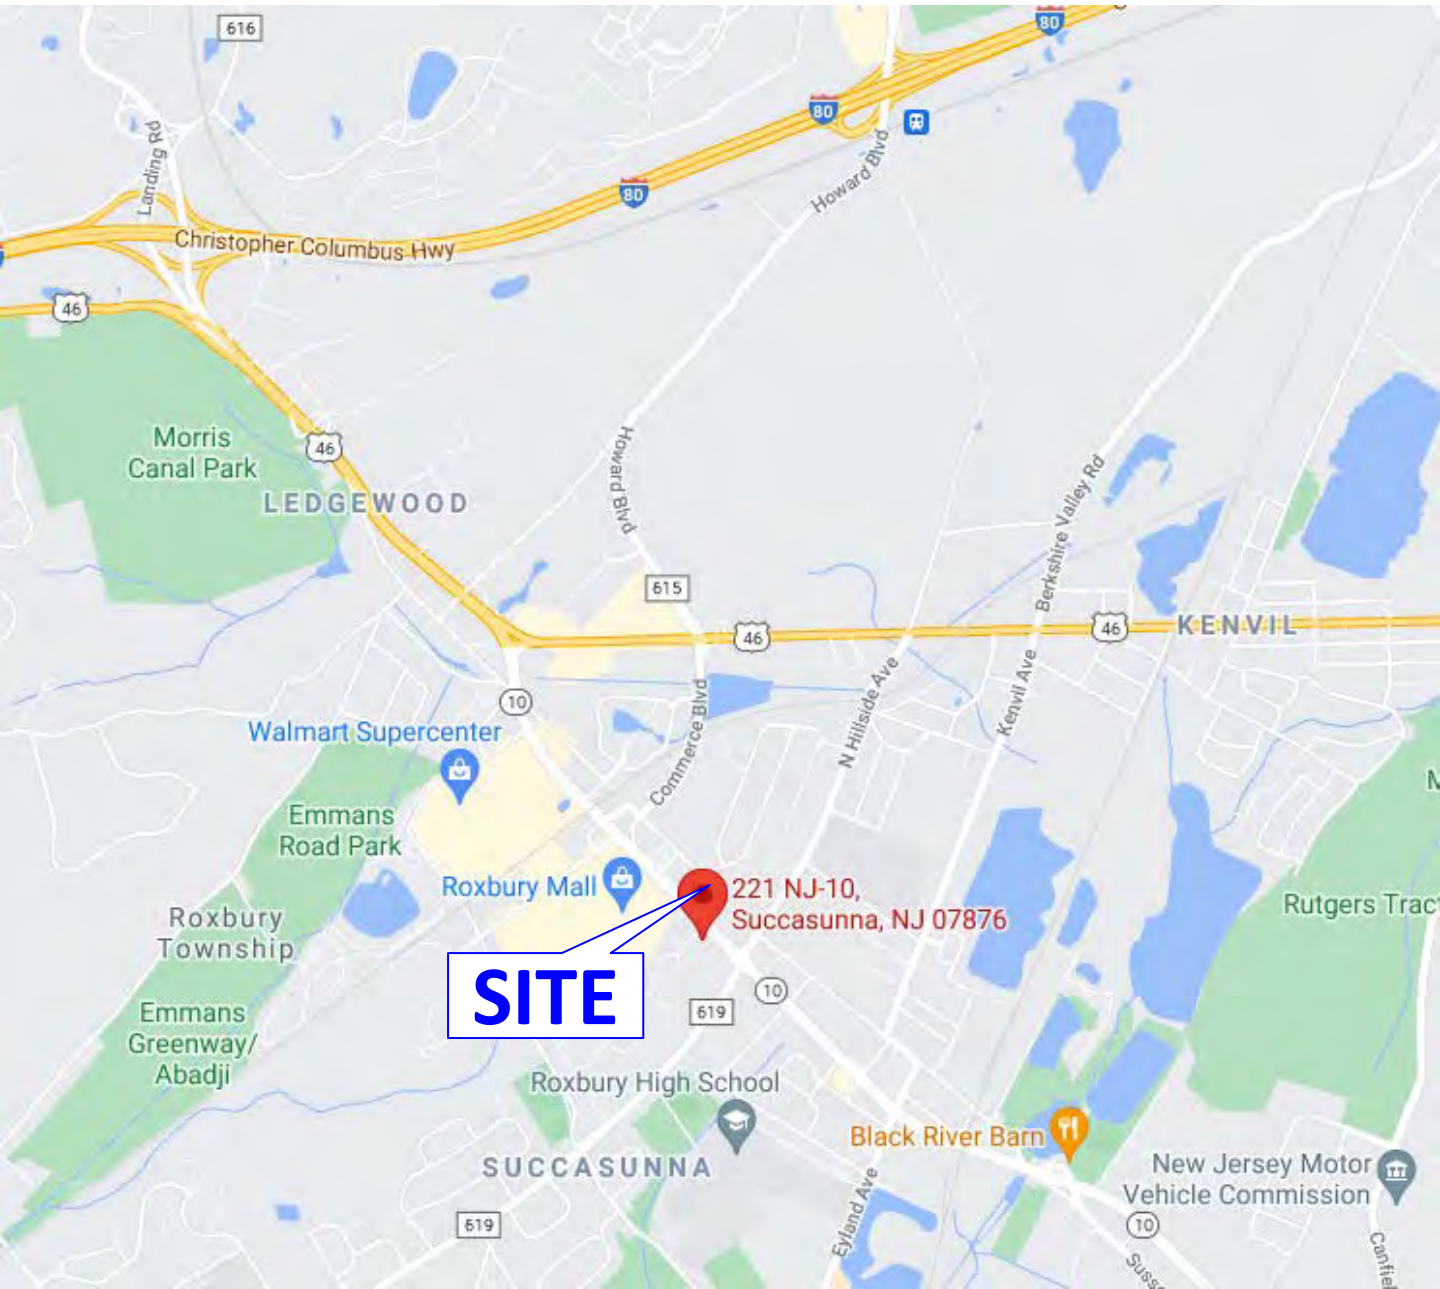 616
80
80
80
Landing Rd
Howard Blvd
Christopher Columbus Hwy
46
Morris
Canal Park
46
LEDGEWOOD
Howard Blvd
Berkshire Valley Rd
615
46
46
KENVIL
10
Commerce Blvd
N Hillside Ave
Kenvil Ave
Walmart Supercenter
Emmans
Road Park
Roxbury Mall
221 NJ-10,
Succasunna, NJ 07876
Roxbury
Township
SITE
Rutgers Tract
10
619
Emmans
Greenway/
Abadji
Roxbury High School
Black River Barn
SUCCASUNNA
New Jersey Motor
Vehicle Commission
619
Eyland Ave
10